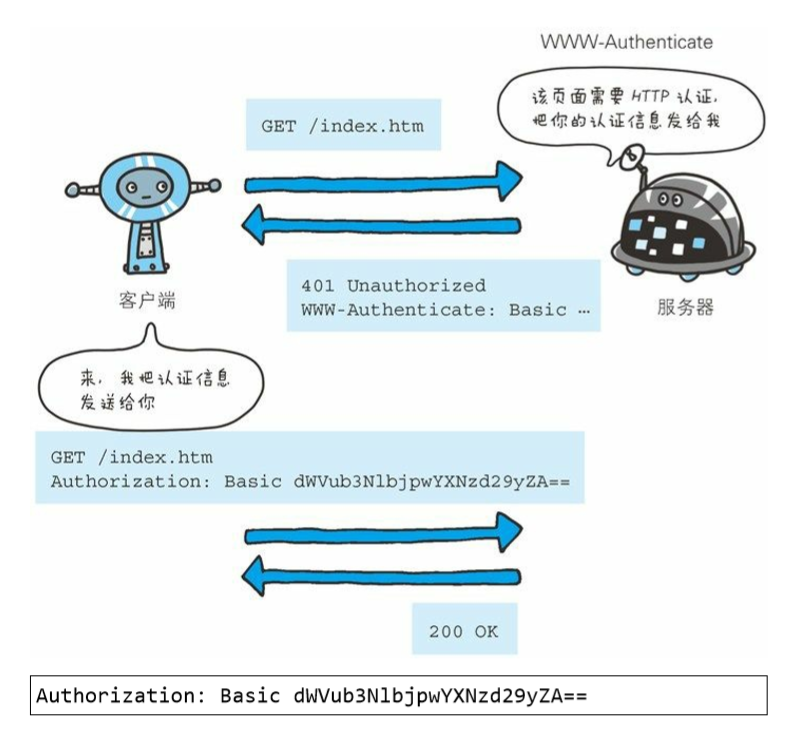 WWW-Authenticate
该页面需要 HTTP 认证，
把你的认证信息发给我
GET /index.htm
客户端
401 Unauthorized
WWW-Authenticate: Basic …
服务器
来，我把认证信息
发送给你
GET /index.htm
Authorization: Basic dWVub3NlbjpwYXNzd29yZA==
200 OK
Authorization: Basic dWVub3NlbjpwYXNzd29yZA==